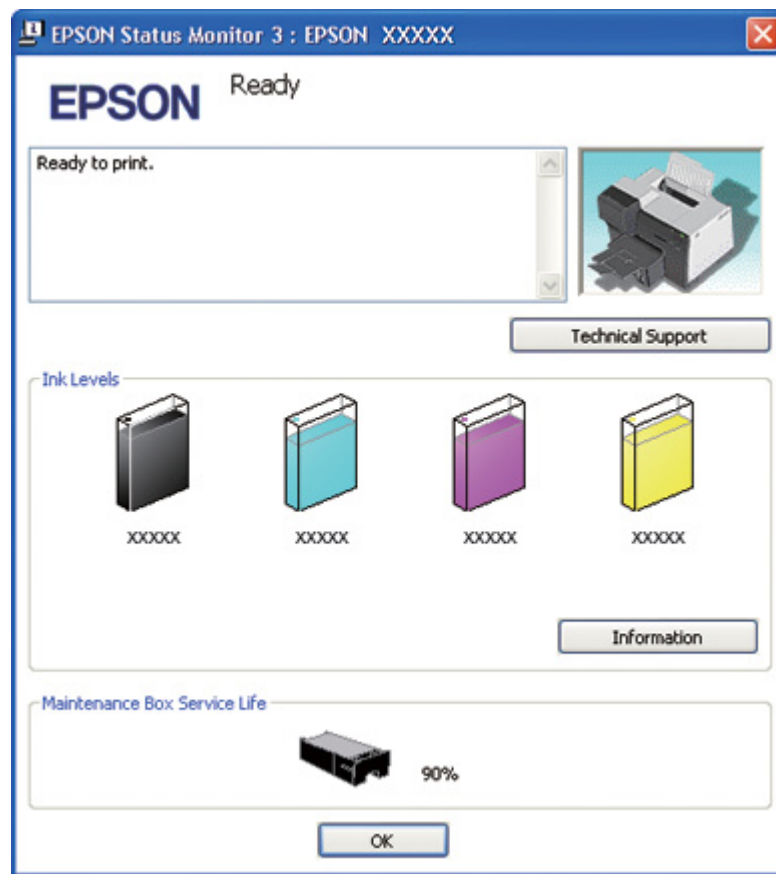 EPSON Status Monitor 3 : EPSON XXXXX
EPSON
Ready
Ready to print.
Technical Support
Ink Levels
XXXXX XXXXX XXXXX XXXXX
Information
Maintenance Box Service Life
90%
OK